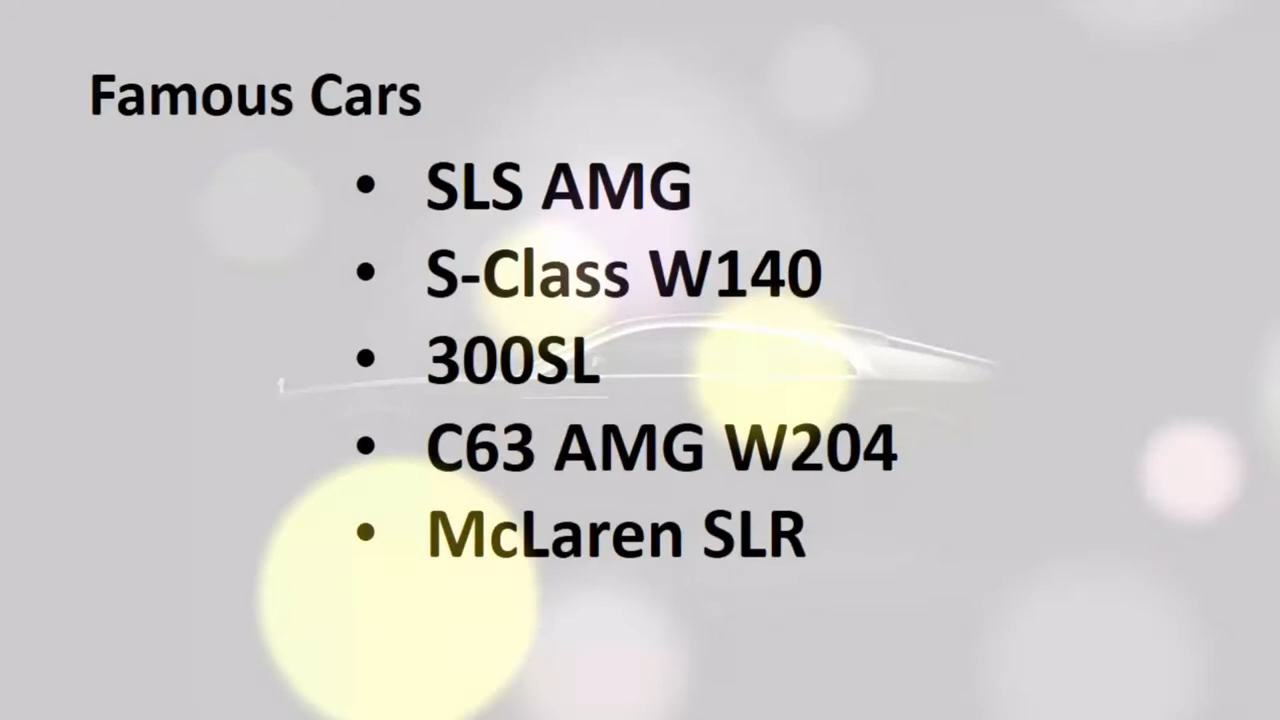 Famous Cars
• SLS AMG
• S-Class W140
• 300SL
• C63 AMG W204
• McLaren SLR